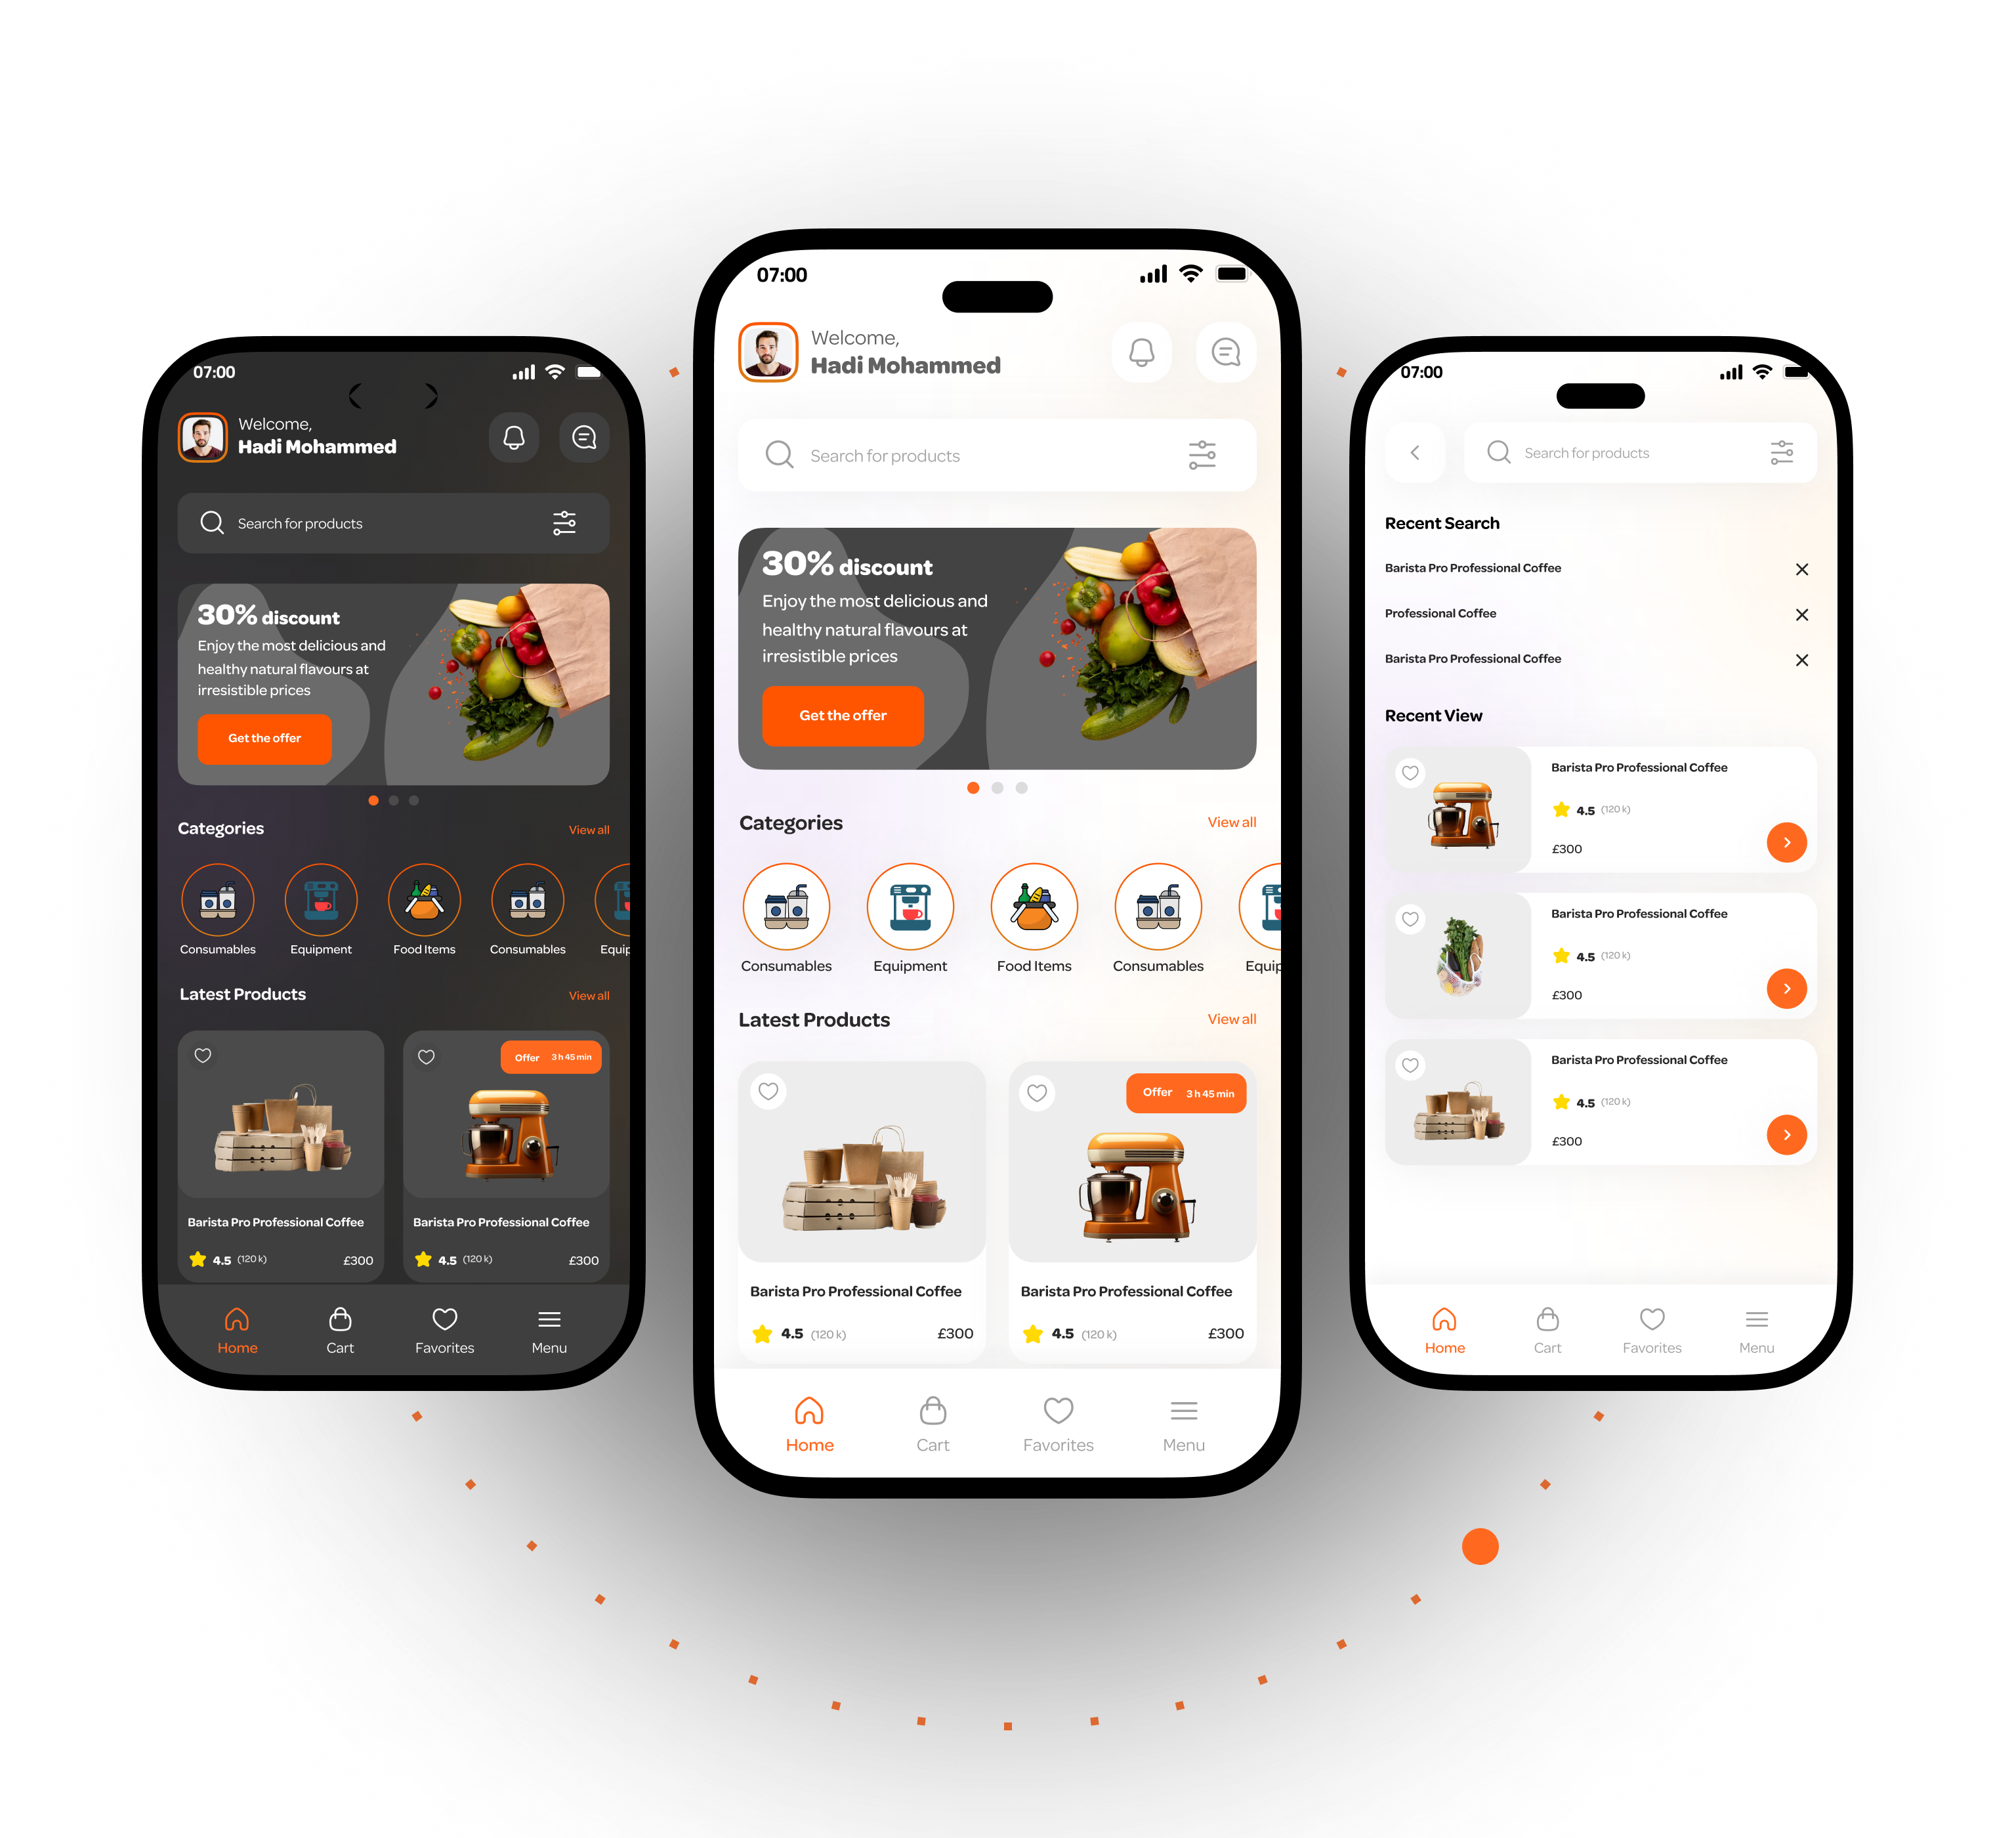 07:00
Welcome,
Hadi Mohammed
Search for products
30% discount
Enjoy the most delicious and
healthy natural flavours at
irresistible prices
Get the offer
Categories
View all
Consumables
Equipment
Food Items
Consumables
Equip
Latest Products
View all
Offer 3 h 45 min
Barista Pro Professional Coffee
4.5 (120 k) £300
Barista Pro Professional Coffee
4.5 (120 k) £300
Home
Cart
Favorites
Menu
07:00
Welcome,
Hadi Mohammed
Search for products
30% discount
Enjoy the most delicious and
healthy natural flavours at
irresistible prices
Get the offer
Categories
View all
Consumables
Equipment
Food Items
Consumables
Equip
Latest Products
View all
Offer 3 h 45 min
Barista Pro Professional Coffee
4.5 (120 k) £300
Barista Pro Professional Coffee
4.5 (120 k) £300
Home
Cart
Favorites
Menu
07:00
Search for products
Recent Search
Barista Pro Professional Coffee
Professional Coffee
Barista Pro Professional Coffee
Recent View
Barista Pro Professional Coffee
4.5 (120 k)
£300
Barista Pro Professional Coffee
4.5 (120 k)
£300
Barista Pro Professional Coffee
4.5 (120 k)
£300
Home
Cart
Favorites
Menu